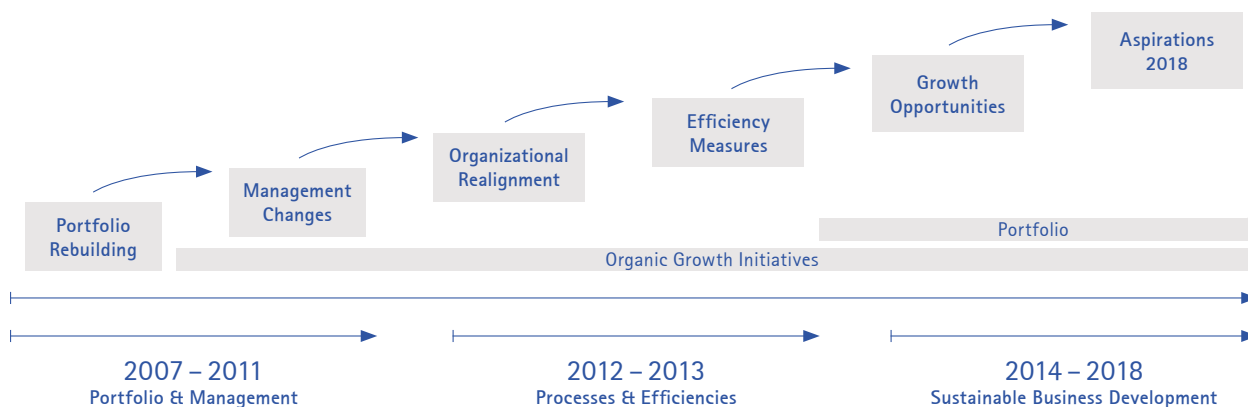 Portfolio
Rebuilding
Management
Changes
Organizational
Realignment
Efficiency
Measures
Growth
Opportunities
Aspirations
2018
Portfolio
Organic Growth Initiatives
2007 – 2011
Portfolio & Management
2012 – 2013
Processes & Efficiencies
2014 – 2018
Sustainable Business Development